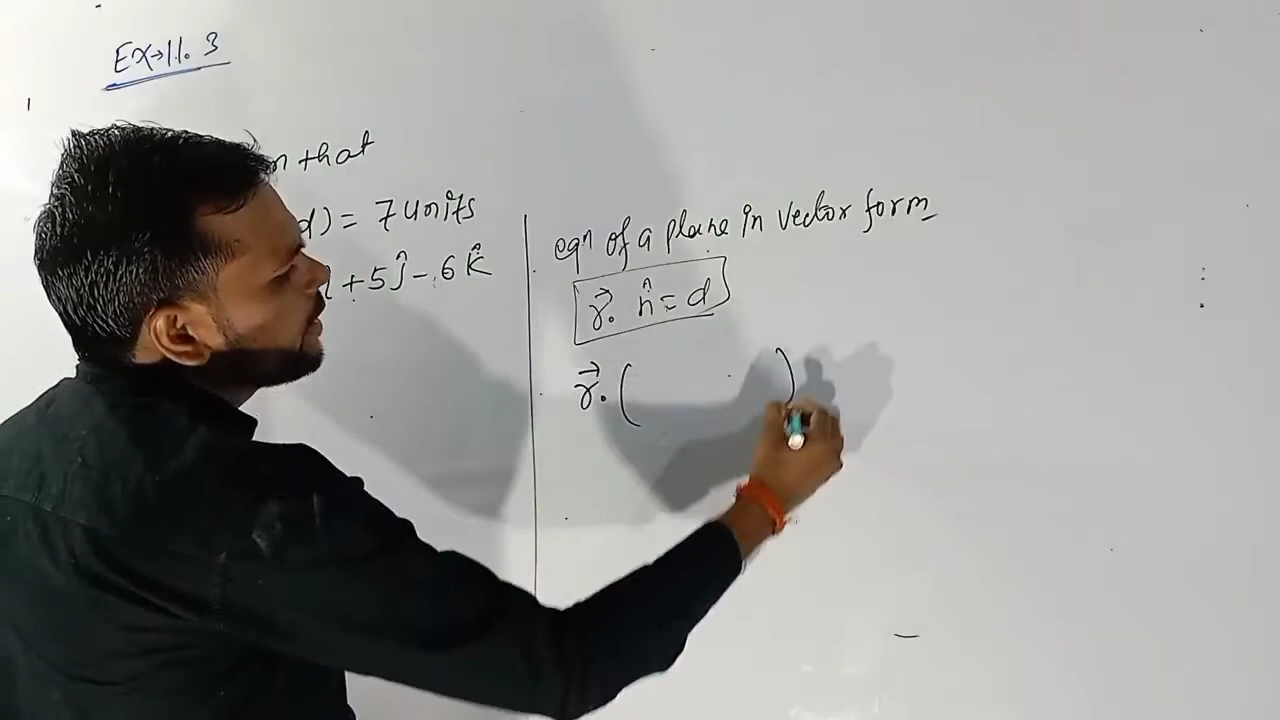 Ex→11.3
that
d) = 7 units
+5ĵ - 6k̂
eqn of a plane in vector form
r⃗. n̂ = d
r⃗. ( )